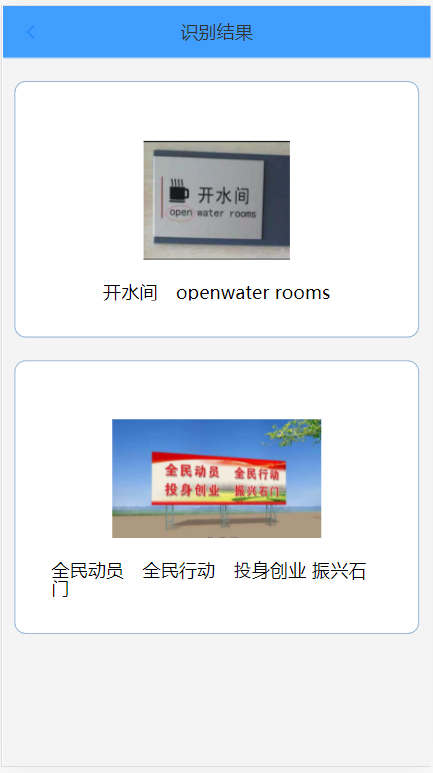 识别结果
开水间
open water rooms
开水间 openwater rooms
全民动员 全民行动
投身创业 振兴石门
全民动员 全民行动 投身创业 振兴石
门